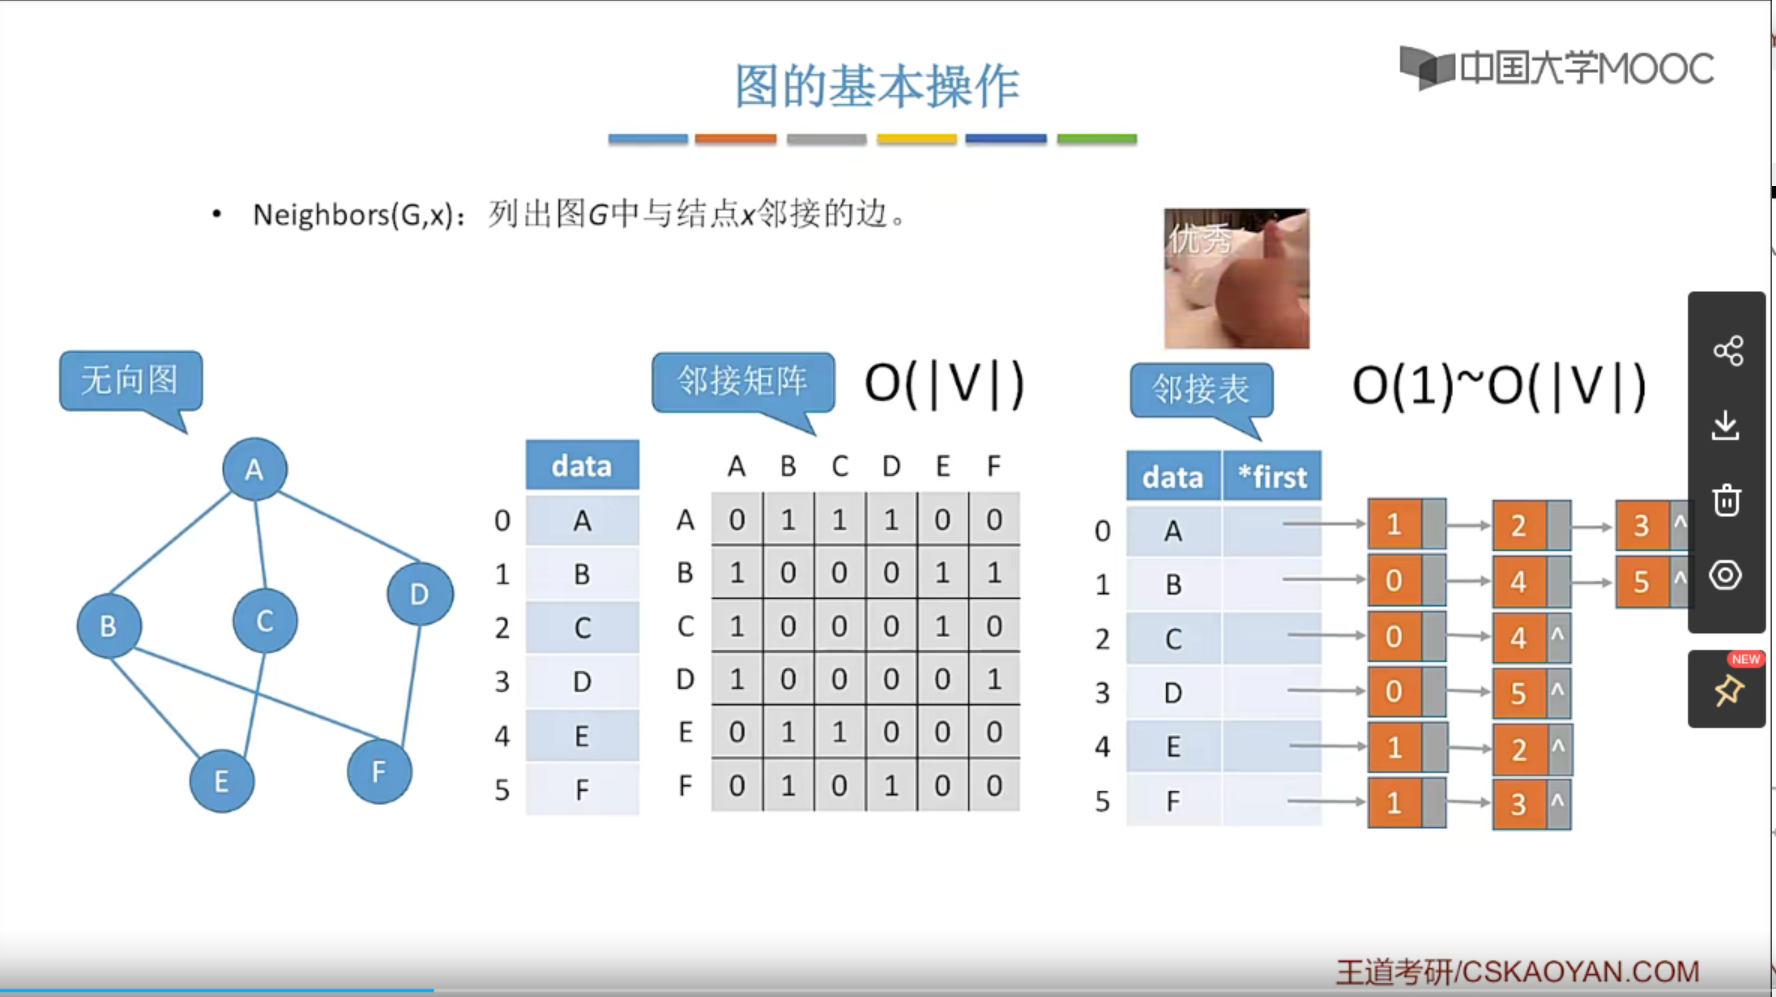 图的基本操作
中国大学MOOC
• Neighbors(G,x)：列出图G中与结点x邻接的边。
优秀
无向图
A
B
C
D
E
F
邻接矩阵 O(|V|)
data
0 A
1 B
2 C
3 D
4 E
5 F
A B C D E F
A 0 1 1 1 0 0
B 1 0 0 0 1 1
C 1 0 0 0 1 0
D 1 0 0 0 0 1
E 0 1 1 0 0 0
F 0 1 0 1 0 0
邻接表 O(1)~O(|V|)
data *first
0 A 1 2 3 ^
1 B 0 4 5 ^
2 C 0 4 ^
3 D 0 5 ^
4 E 1 2 ^
5 F 1 3 ^
NEW
王道考研/CSKAOYAN.COM